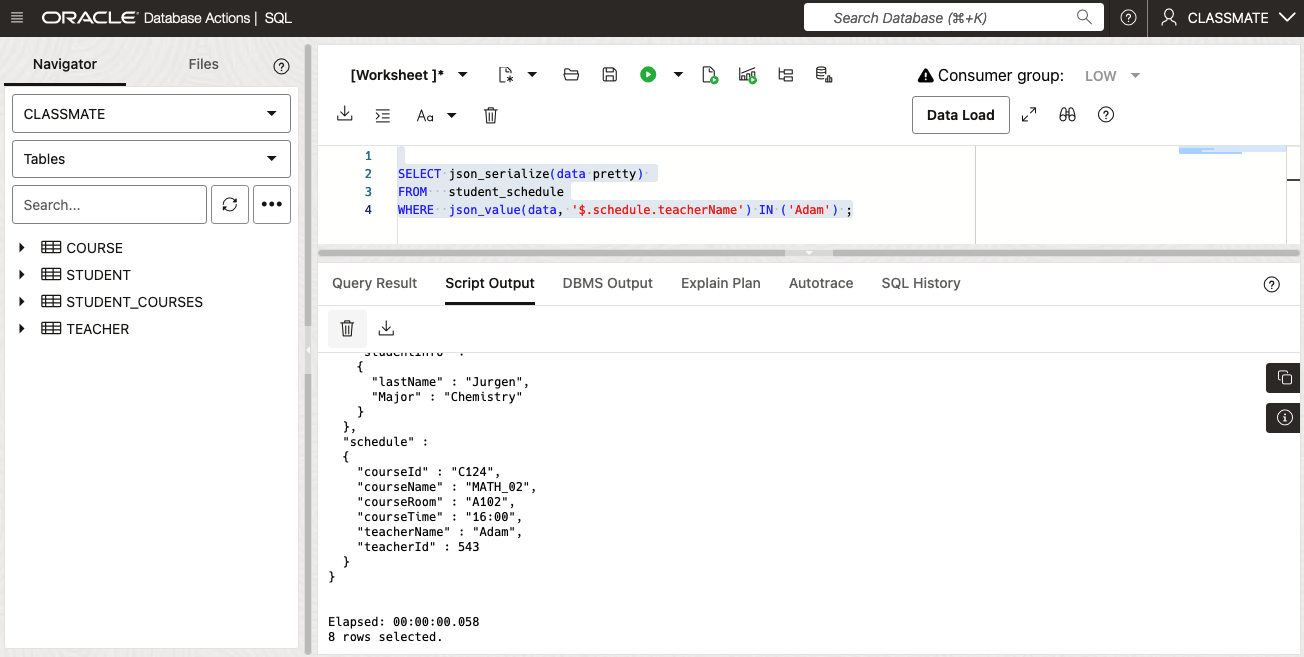 ORACLE Database Actions | SQL
Search Database (⌘+K)
CLASSMATE
Navigator
Files
CLASSMATE
Tables
Search...
COURSE
STUDENT
STUDENT_COURSES
TEACHER
[Worksheet ]*
Consumer group: LOW
Aa
Data Load
1
2 SELECT json_serialize(data pretty)
3 FROM student_schedule
4 WHERE json_value(data, '$.schedule.teacherName') IN ('Adam') ;
Query Result
Script Output
DBMS Output
Explain Plan
Autotrace
SQL History
"studentInfo" :
{
"lastName" : "Jurgen",
"Major" : "Chemistry"
}
},
"schedule" :
{
"courseId" : "C124",
"courseName" : "MATH_02",
"courseRoom" : "A102",
"courseTime" : "16:00",
"teacherName" : "Adam",
"teacherId" : 543
}
}
Elapsed: 00:00:00.058
8 rows selected.